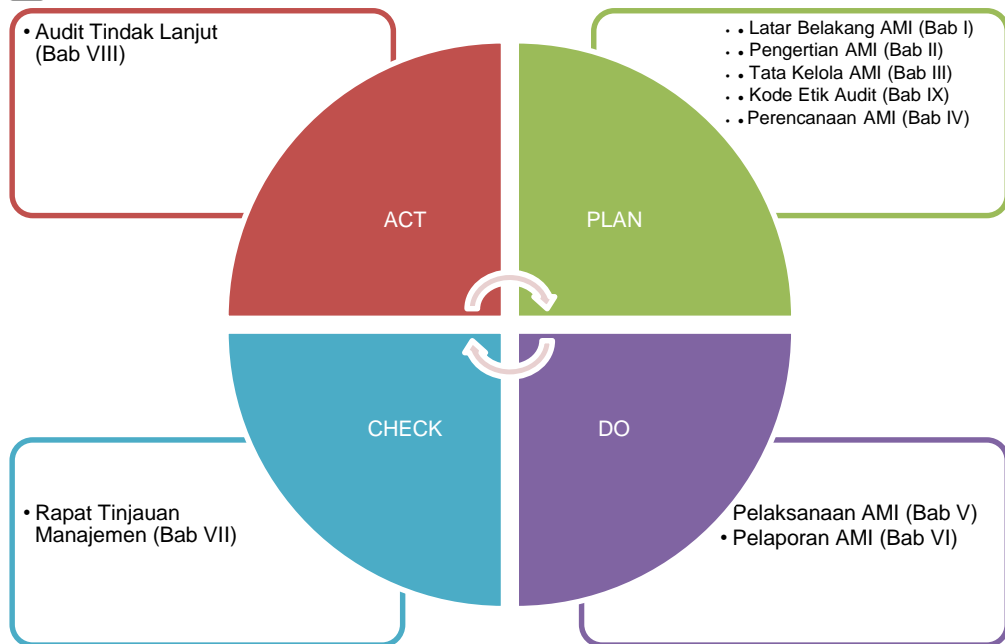 • Audit Tindak Lanjut
(Bab VIII)
• • Latar Belakang AMI (Bab I)
• • Pengertian AMI (Bab II)
• • Tata Kelola AMI (Bab III)
• • Kode Etik Audit (Bab IX)
• • Perencanaan AMI (Bab IV)
ACT
PLAN
CHECK
DO
• Rapat Tinjauan
Manajemen (Bab VII)
Pelaksanaan AMI (Bab V)
• Pelaporan AMI (Bab VI)